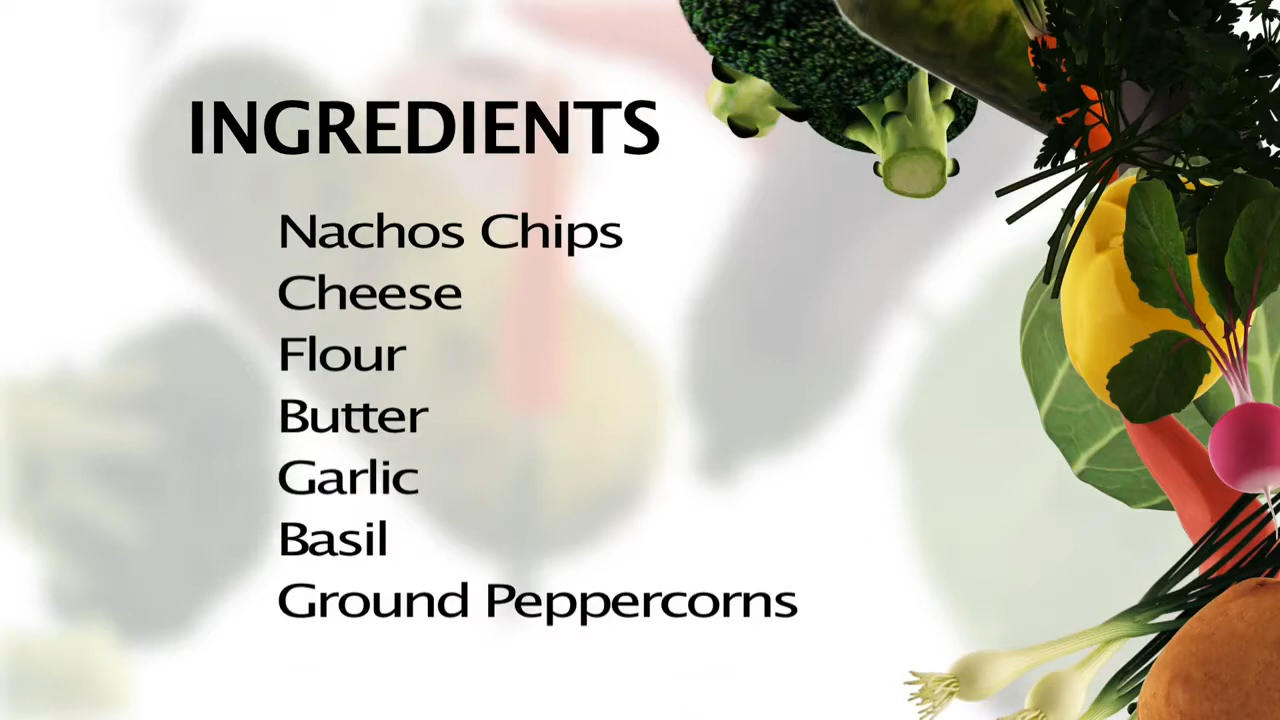 INGREDIENTS
Nachos Chips
Cheese
Flour
Butter
Garlic
Basil
Ground Peppercorns